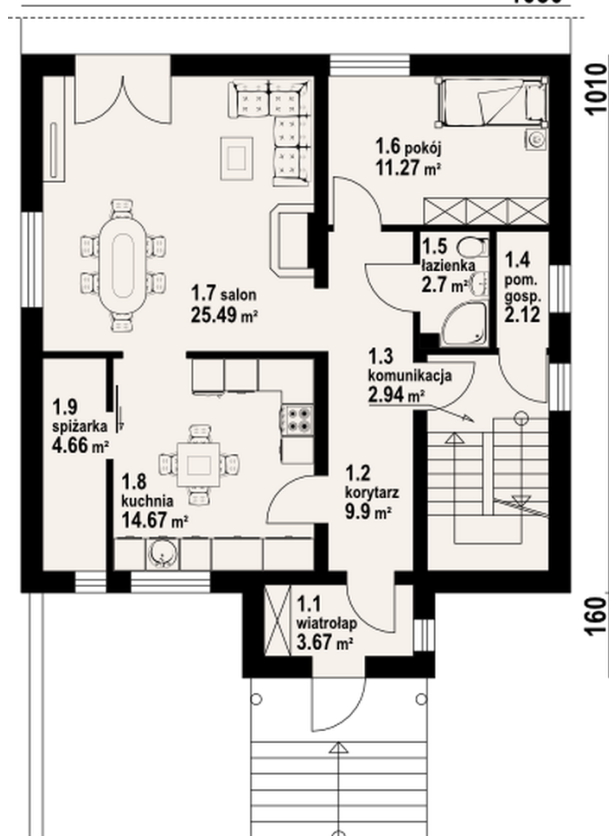 1010
1.6 pokój
11.27 m²
1.5
łazienka
2.7 m²
1.4
pom.
gosp.
2.12
1.7 salon
25.49 m²
1.3
komunikacja
2.94 m²
1.9
spiżarka
4.66 m²
1.8
kuchnia
14.67 m²
1.2
korytarz
9.9 m²
1.1
wiatrołap
3.67 m²
160